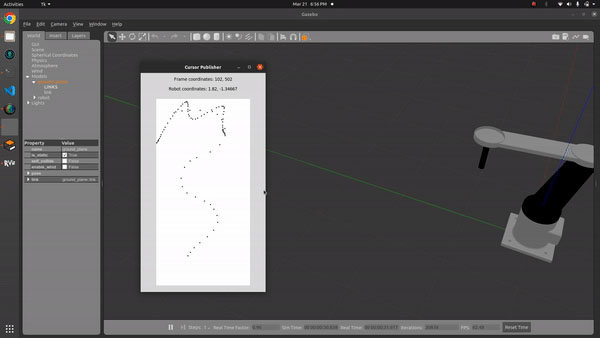 Activities
Tk
Mar 21 6:56 PM
Gazebo
File Edit Camera View Window Help
World Insert Layers
GUI
Scene
Spherical Coordinates
Physics
Atmosphere
Wind
Models
LINKS
link
robot
Lights
Property Value
name ground_plane
is_static True
self_collide False
enable_wind False
pose
link ground_plane::link
Cursor Publisher
Frame coordinates: 102, 502
Robot coordinates: 1.82, -1.34667
Steps: Real Time Factor: Sim Time: Real Time: Iterations: FPS: Reset Time